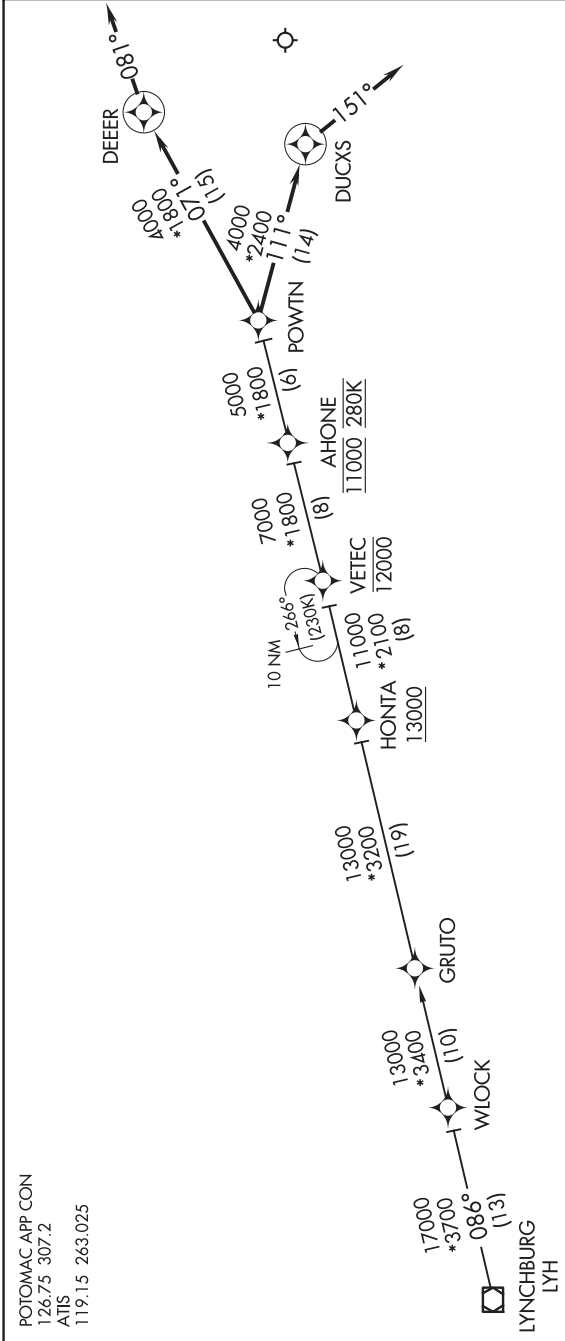 POTOMAC APP CON
126.75 307.2
ATIS
119.15 263.025
LYNCHBURG
LYH
17000
*3700
086°
(13)
WLOCK
13000
*3400
(10)
GRUTO
13000
*3200
(19)
HONTA
13000
11000
*2100
(8)
10 NM
266°
(230K)
VETEC
12000
7000
*1800
(8)
AHONE
11000 280K
5000
*1800
(6)
POWTN
4000
*1800
071°
(15)
DEEER
081°
4000
*2400
111°
(14)
DUCXS
151°